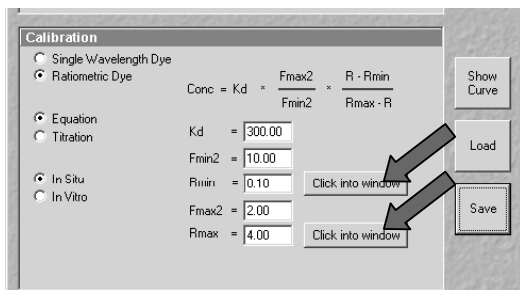 Calibration
Single Wavelength Dye
Ratiometric Dye
Conc = Kd * Fmax2 / Fmin2 * R - Rmin / Rmax - R
Equation
Titration
Kd = 300.00
Fmin2 = 10.00
In Situ
Rmin = 0.10 Click into window
In Vitro
Fmax2 = 2.00
Rmax = 4.00 Click into window
Show
Curve
Load
Save